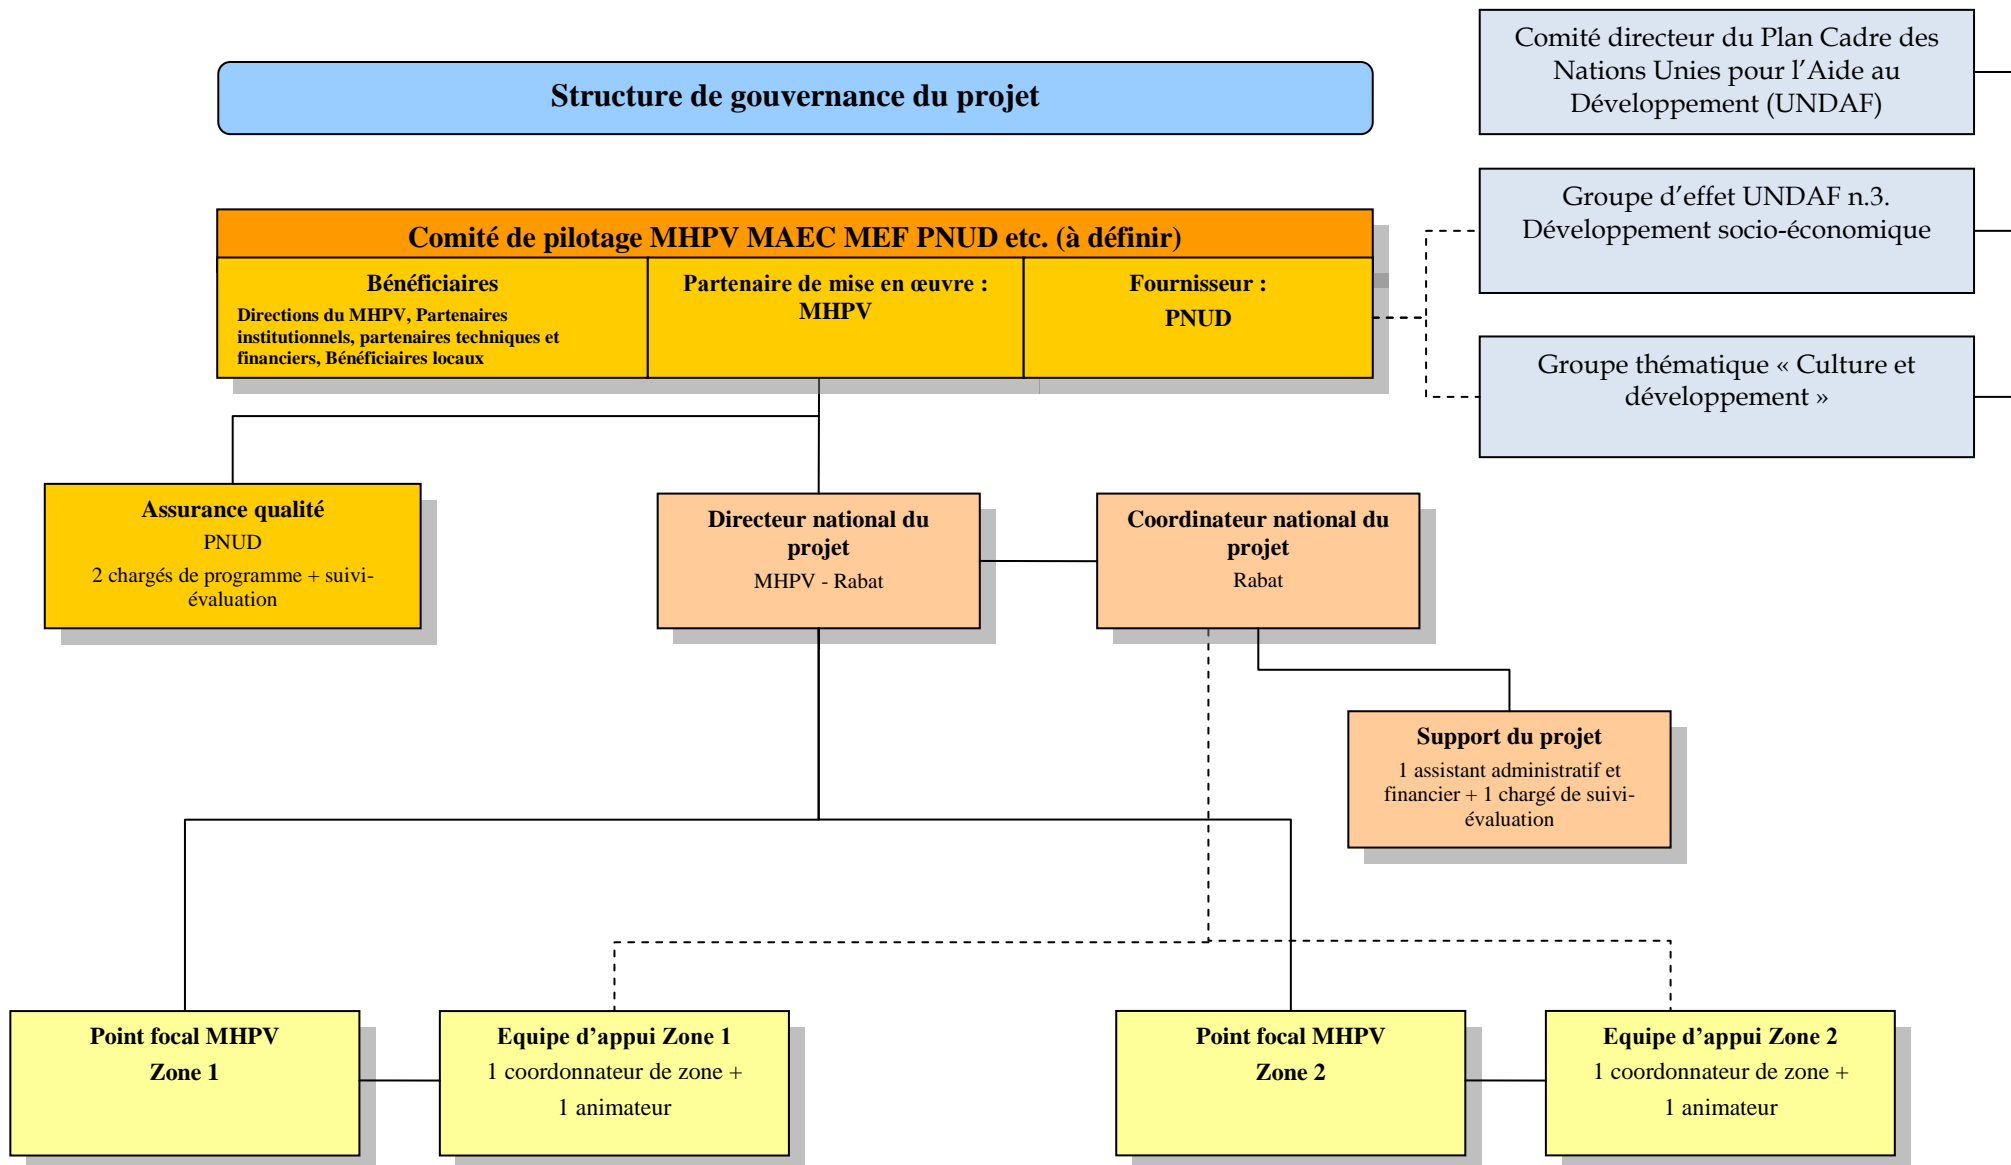 Structure de gouvernance du projet
Comité directeur du Plan Cadre des
Nations Unies pour l’Aide au
Développement (UNDAF)
Groupe d’effet UNDAF n.3.
Développement socio-économique
Groupe thématique « Culture et
développement »
Comité de pilotage MHPV MAEC MEF PNUD etc. (à définir)
Bénéficiaires
Directions du MHPV, Partenaires
institutionnels, partenaires techniques et
financiers, Bénéficiaires locaux
Partenaire de mise en œuvre :
MHPV
Fournisseur :
PNUD
Assurance qualité
PNUD
2 chargés de programme + suivi-
évaluation
Directeur national du
projet
MHPV - Rabat
Coordinateur national du
projet
Rabat
Support du projet
1 assistant administratif et
financier + 1 chargé de suivi-
évaluation
Point focal MHPV
Zone 1
Equipe d’appui Zone 1
1 coordonnateur de zone +
1 animateur
Point focal MHPV
Zone 2
Equipe d’appui Zone 2
1 coordonnateur de zone +
1 animateur